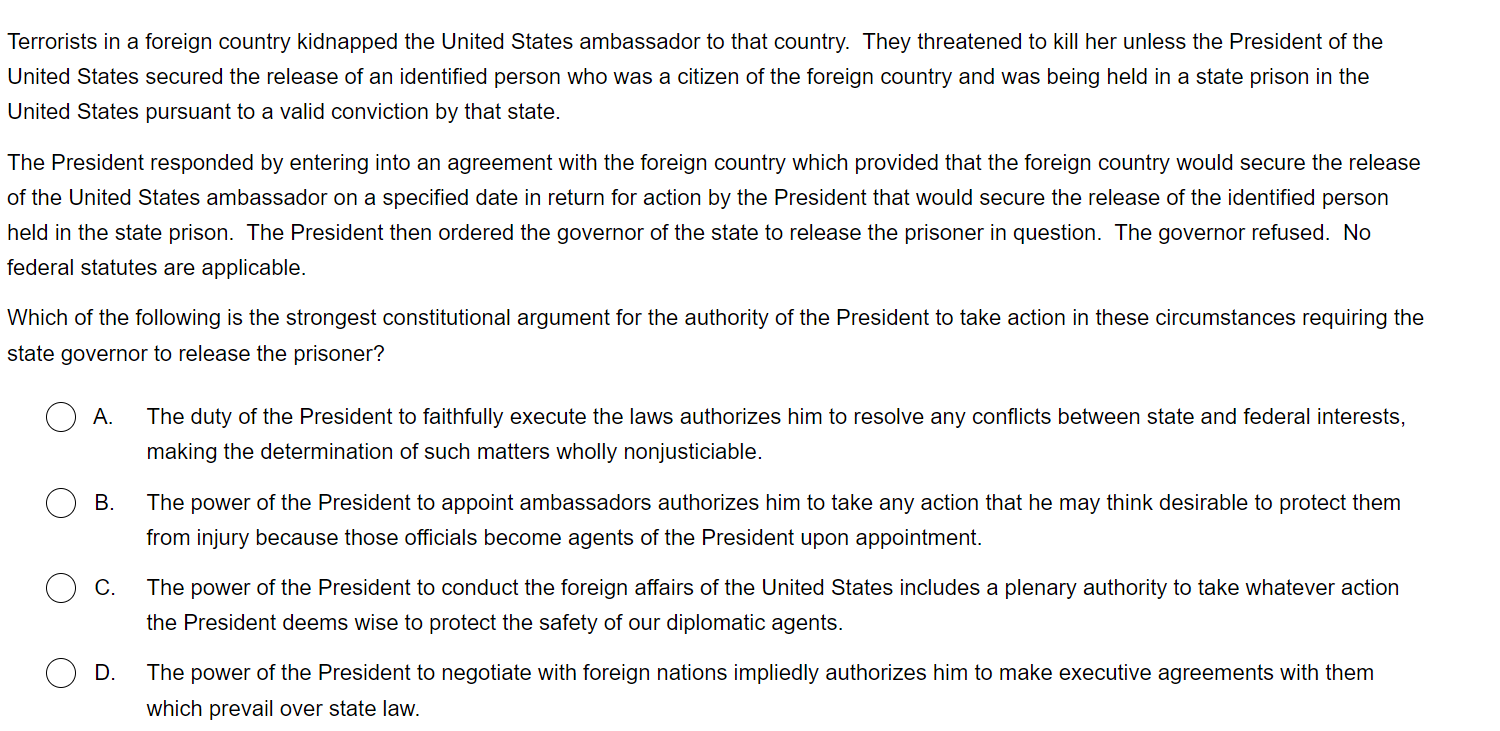 Terrorists in a foreign country kidnapped the United States ambassador to that country.  They threatened to kill her unless the President of the
United States secured the release of an identified person who was a citizen of the foreign country and was being held in a state prison in the
United States pursuant to a valid conviction by that state.
The President responded by entering into an agreement with the foreign country which provided that the foreign country would secure the release
of the United States ambassador on a specified date in return for action by the President that would secure the release of the identified person
held in the state prison.  The President then ordered the governor of the state to release the prisoner in question.  The governor refused.  No
federal statutes are applicable.
Which of the following is the strongest constitutional argument for the authority of the President to take action in these circumstances requiring the
state governor to release the prisoner?
A. The duty of the President to faithfully execute the laws authorizes him to resolve any conflicts between state and federal interests,
making the determination of such matters wholly nonjusticiable.
B. The power of the President to appoint ambassadors authorizes him to take any action that he may think desirable to protect them
from injury because those officials become agents of the President upon appointment.
C. The power of the President to conduct the foreign affairs of the United States includes a plenary authority to take whatever action
the President deems wise to protect the safety of our diplomatic agents.
D. The power of the President to negotiate with foreign nations impliedly authorizes him to make executive agreements with them
which prevail over state law.